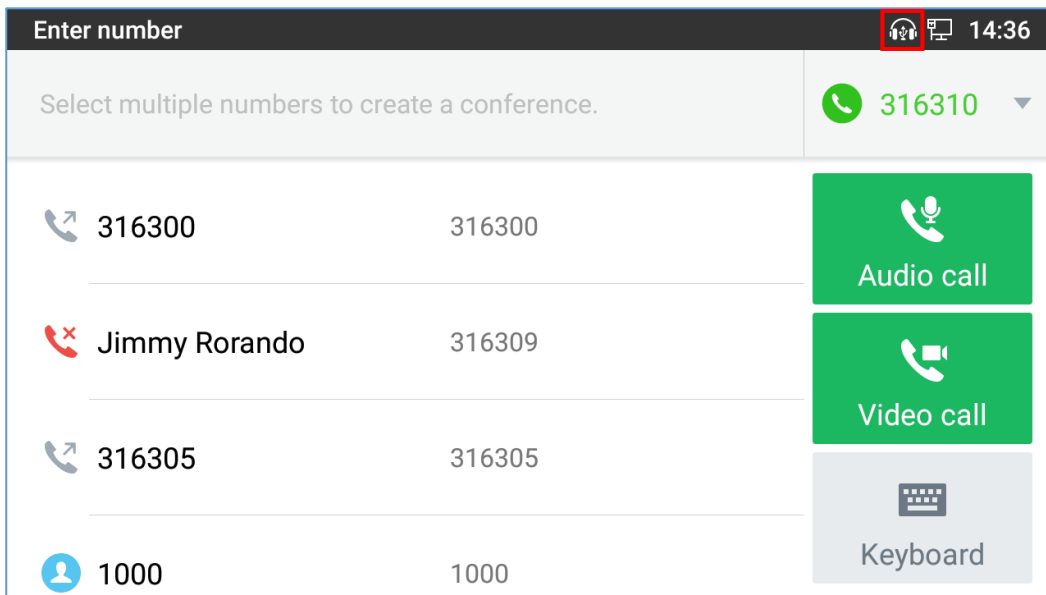 Enter number 14:36
Select multiple numbers to create a conference. 316310
316300 316300
Audio call
Jimmy Rorando 316309
Video call
316305 316305
Keyboard
1000 1000